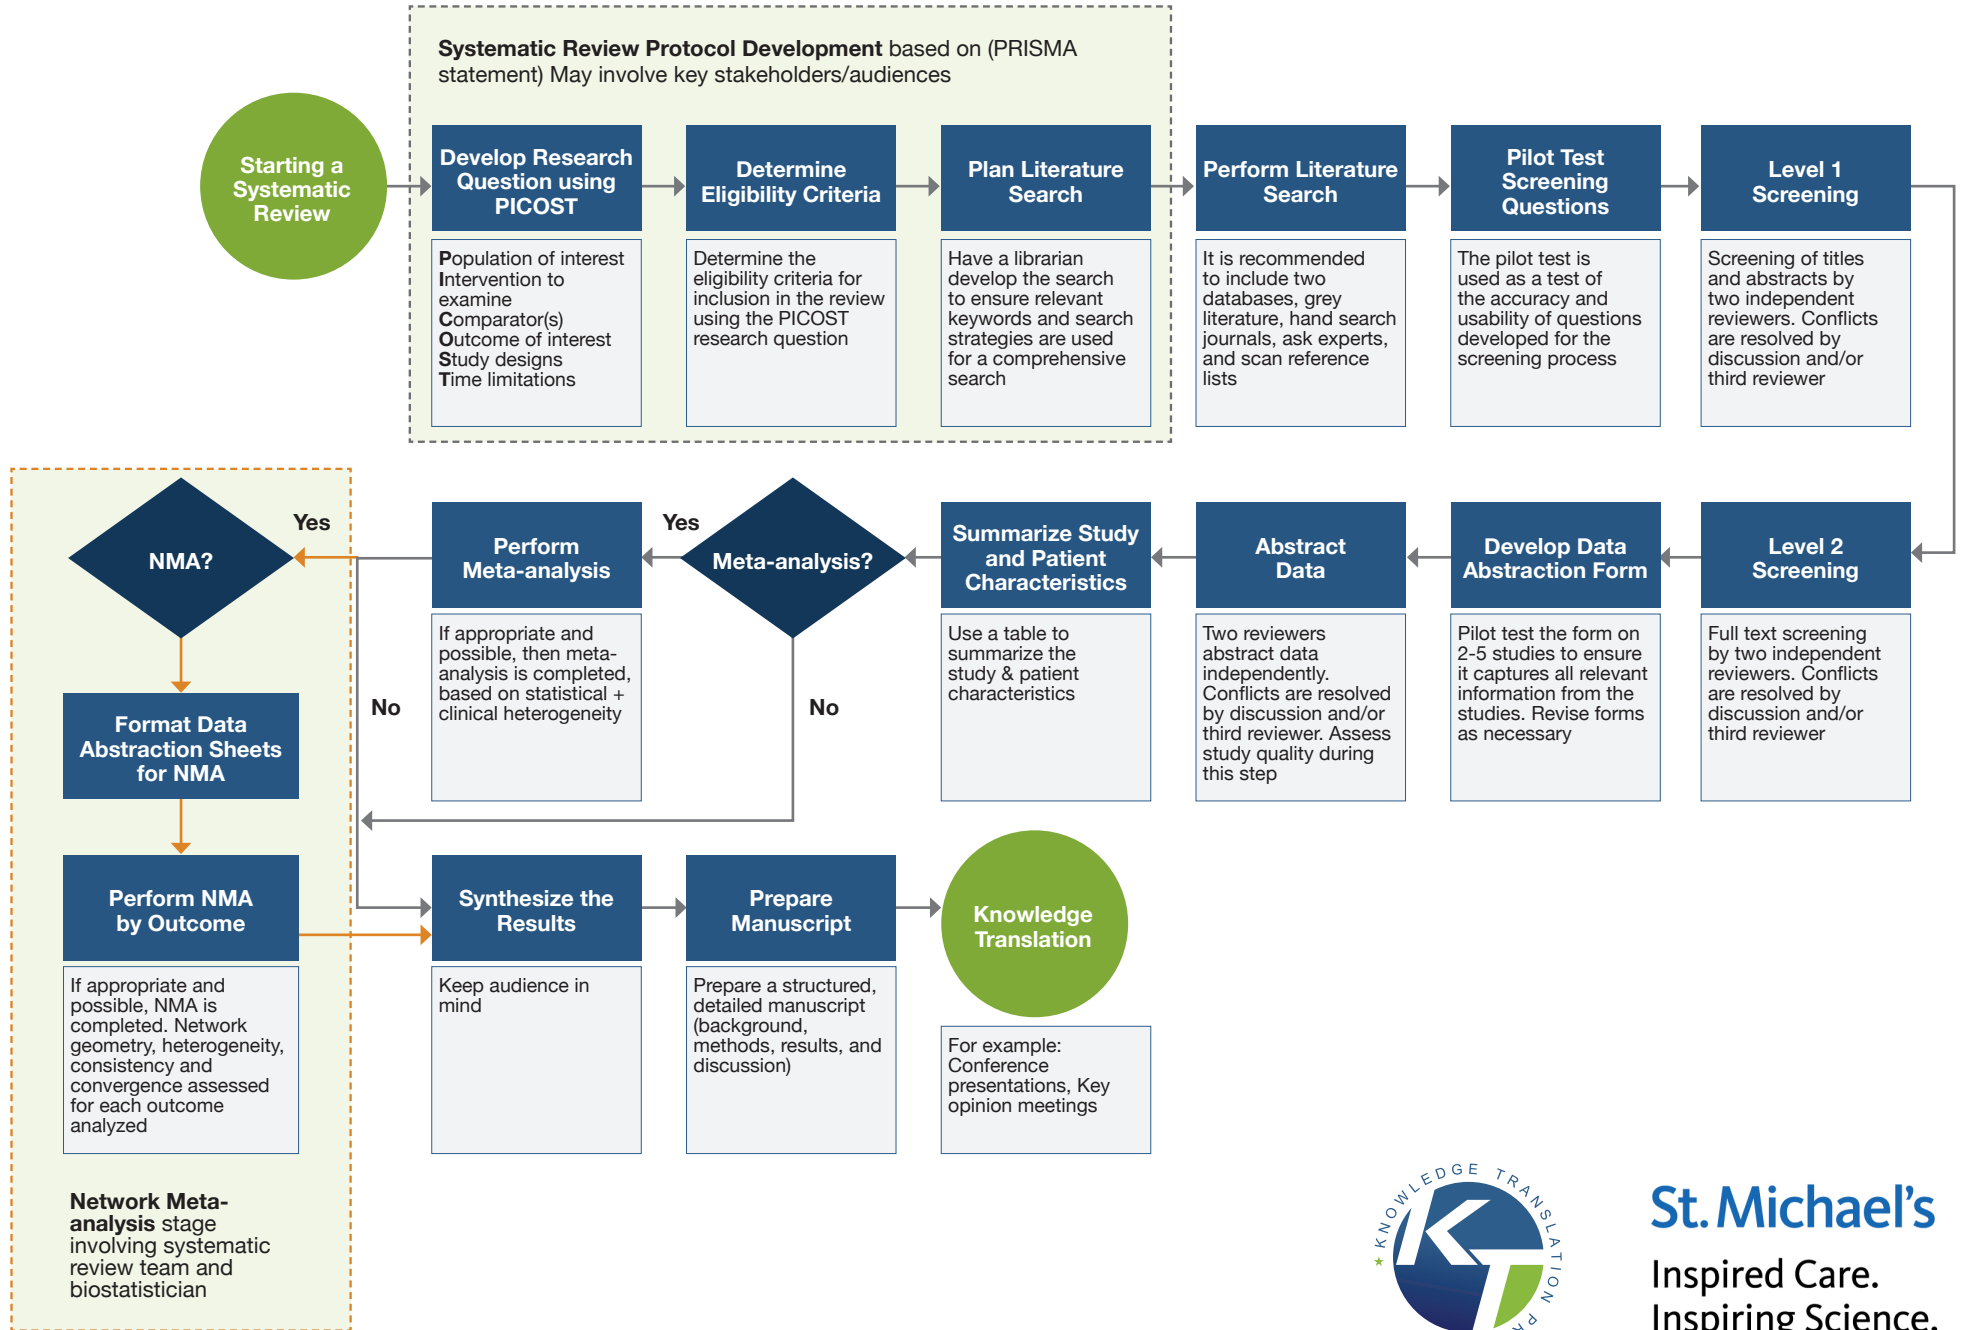 Systematic Review Protocol Development based on (PRISMA
statement) May involve key stakeholders/audiences
Starting a
Systematic
Review
Develop Research
Question using
PICOST
Population of interest
Intervention to
examine
Comparator(s)
Outcome of interest
Study designs
Time limitations
Determine
Eligibility Criteria
Determine the
eligibility criteria for
inclusion in the review
using the PICOST
research question
Plan Literature
Search
Have a librarian
develop the search
to ensure relevant
keywords and search
strategies are used
for a comprehensive
search
Perform Literature
Search
It is recommended
to include two
databases, grey
literature, hand search
journals, ask experts,
and scan reference
lists
Pilot Test
Screening
Questions
The pilot test is
used as a test of
the accuracy and
usability of questions
developed for the
screening process
Level 1
Screening
Screening of titles
and abstracts by
two independent
reviewers. Conflicts
are resolved by
discussion and/or
third reviewer
Level 2
Screening
Full text screening
by two independent
reviewers. Conflicts
are resolved by
discussion and/or
third reviewer
Develop Data
Abstraction Form
Pilot test the form on
2-5 studies to ensure
it captures all relevant
information from the
studies. Revise forms
as necessary
Abstract
Data
Two reviewers
abstract data
independently.
Conflicts are resolved
by discussion and/or
third reviewer. Assess
study quality during
this step
Summarize Study
and Patient
Characteristics
Use a table to
summarize the
study & patient
characteristics
Meta-analysis?
Yes
No
Perform
Meta-analysis
If appropriate and
possible, then meta-
analysis is completed,
based on statistical +
clinical heterogeneity
Yes
No
NMA?
Format Data
Abstraction Sheets
for NMA
Perform NMA
by Outcome
If appropriate and
possible, NMA is
completed. Network
geometry, heterogeneity,
consistency and
convergence assessed
for each outcome
analyzed
Network Meta-
analysis stage
involving systematic
review team and
biostatistician
Synthesize the
Results
Keep audience in
mind
Prepare
Manuscript
Prepare a structured,
detailed manuscript
(background,
methods, results, and
discussion)
Knowledge
Translation
For example:
Conference
presentations, Key
opinion meetings
KNOWLEDGE TRANSLATION
KT
St. Michael's
Inspired Care.
Inspiring Science.